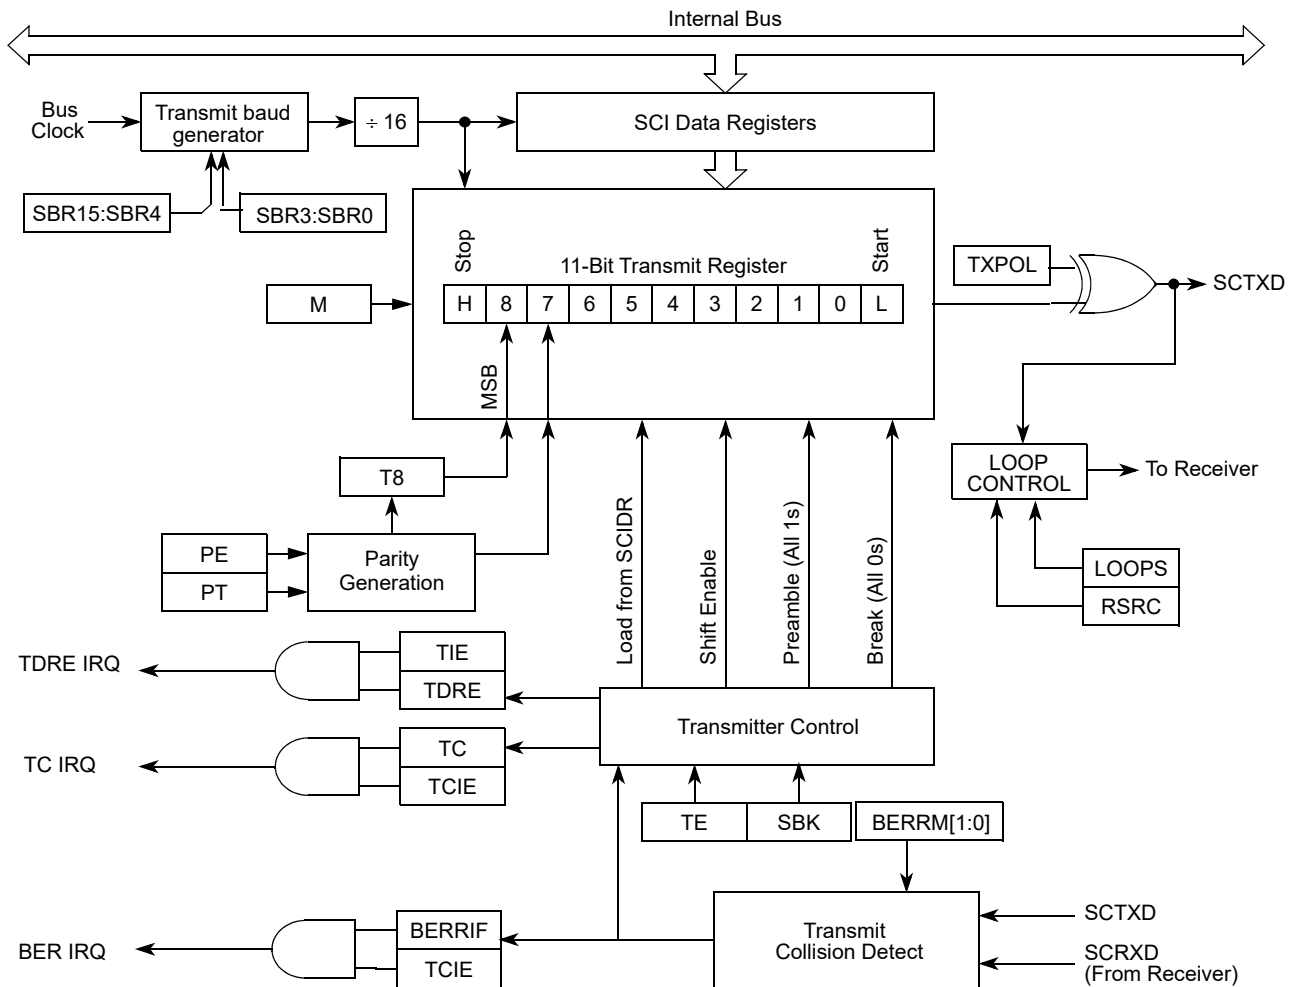 Internal Bus
Bus
Clock
Transmit baud
generator
÷ 16
SCI Data Registers
SBR15:SBR4
SBR3:SBR0
Stop
11-Bit Transmit Register
Start
H 8 7 6 5 4 3 2 1 0 L
M
TXPOL
SCTXD
MSB
T8
LOOP
CONTROL
To Receiver
PE
PT
Parity
Generation
Load from SCIDR
Shift Enable
Preamble (All 1s)
Break (All 0s)
LOOPS
RSRC
TDRE IRQ
TIE
TDRE
Transmitter Control
TC IRQ
TC
TCIE
TE
SBK
BERRM[1:0]
BER IRQ
BERRIF
TCIE
Transmit
Collision Detect
SCTXD
SCRXD
(From Receiver)